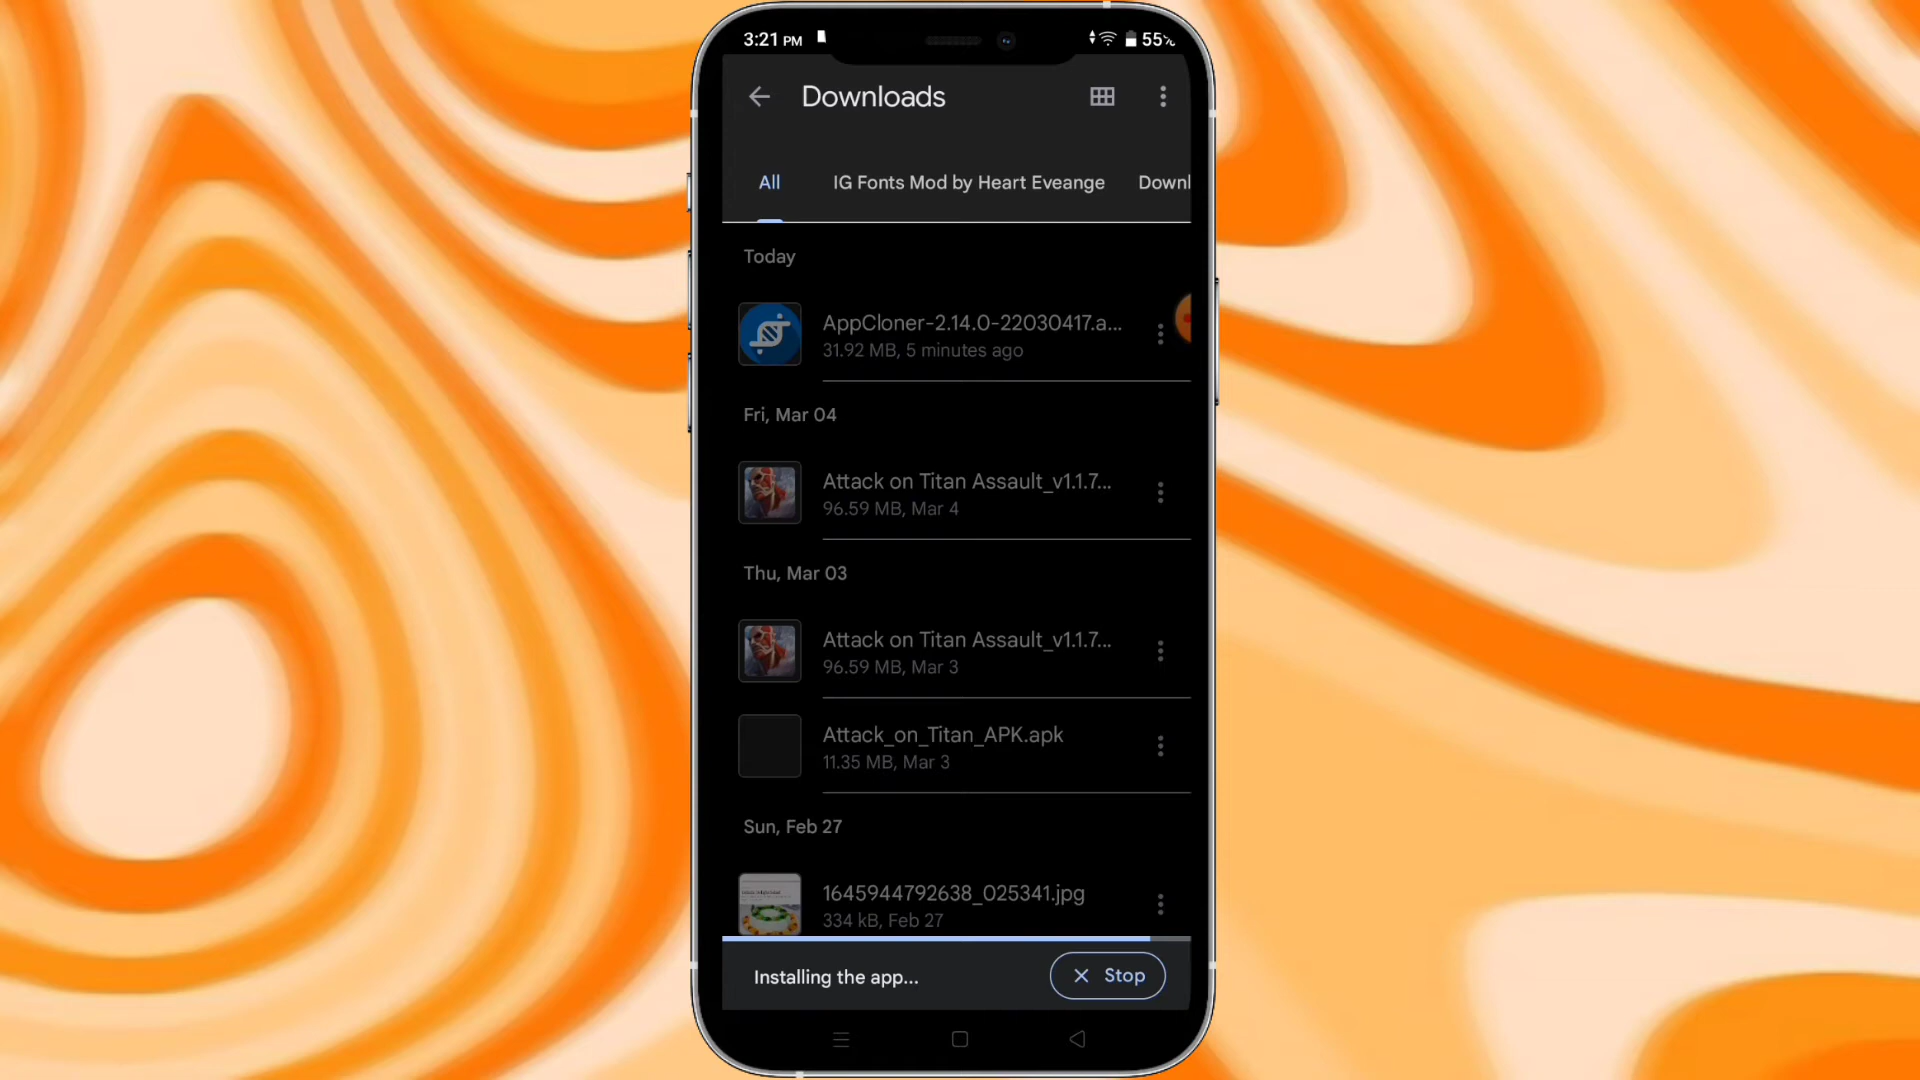 3:21 PM
55%
Downloads
All
IG Fonts Mod by Heart Eveange
Downl
Today
AppCloner-2.14.0-22030417.a...
31.92 MB, 5 minutes ago
Fri, Mar 04
Attack on Titan Assault_v1.1.7...
96.59 MB, Mar 4
Thu, Mar 03
Attack on Titan Assault_v1.1.7...
96.59 MB, Mar 3
Attack_on_Titan_APK.apk
11.35 MB, Mar 3
Sun, Feb 27
1645944792638_025341.jpg
334 kB, Feb 27
Installing the app...
Stop